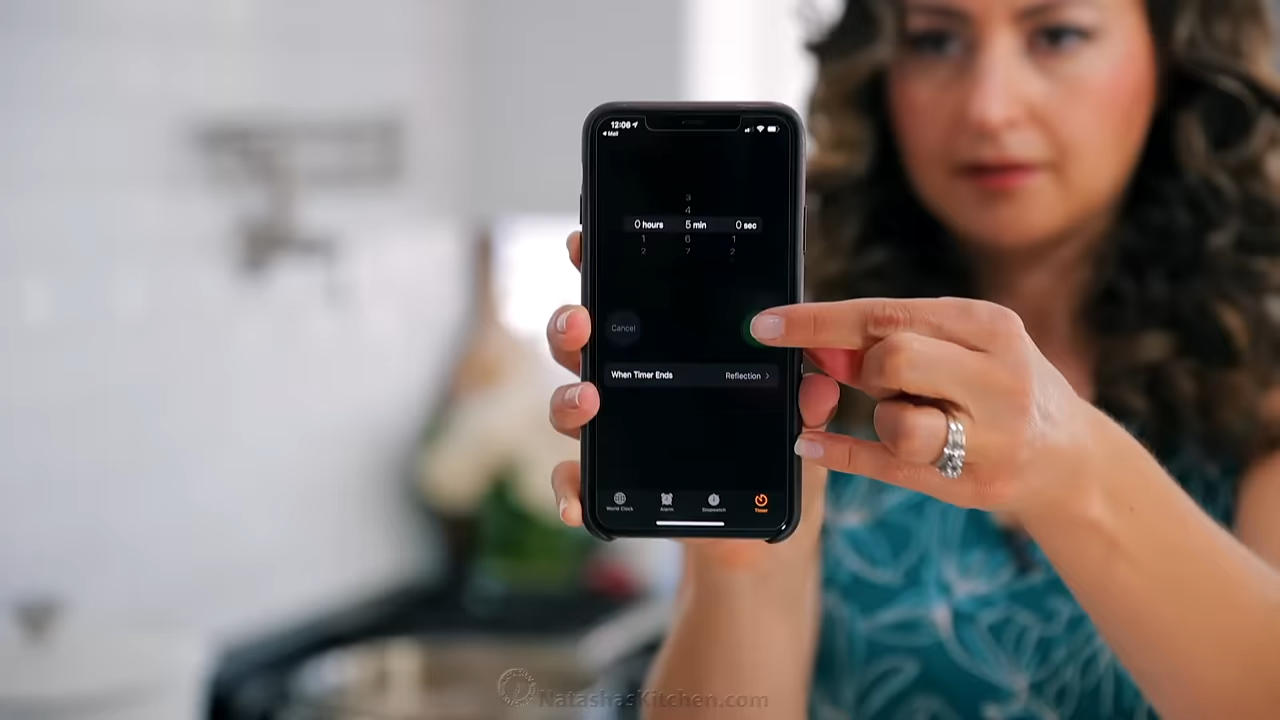 12:06
Mail
3
4
0 hours 5 min 0 sec
1 6 1
2 7 2
Cancel
When Timer Ends Reflection
World Clock Alarm Stopwatch Timer
NatashasKitchen.com